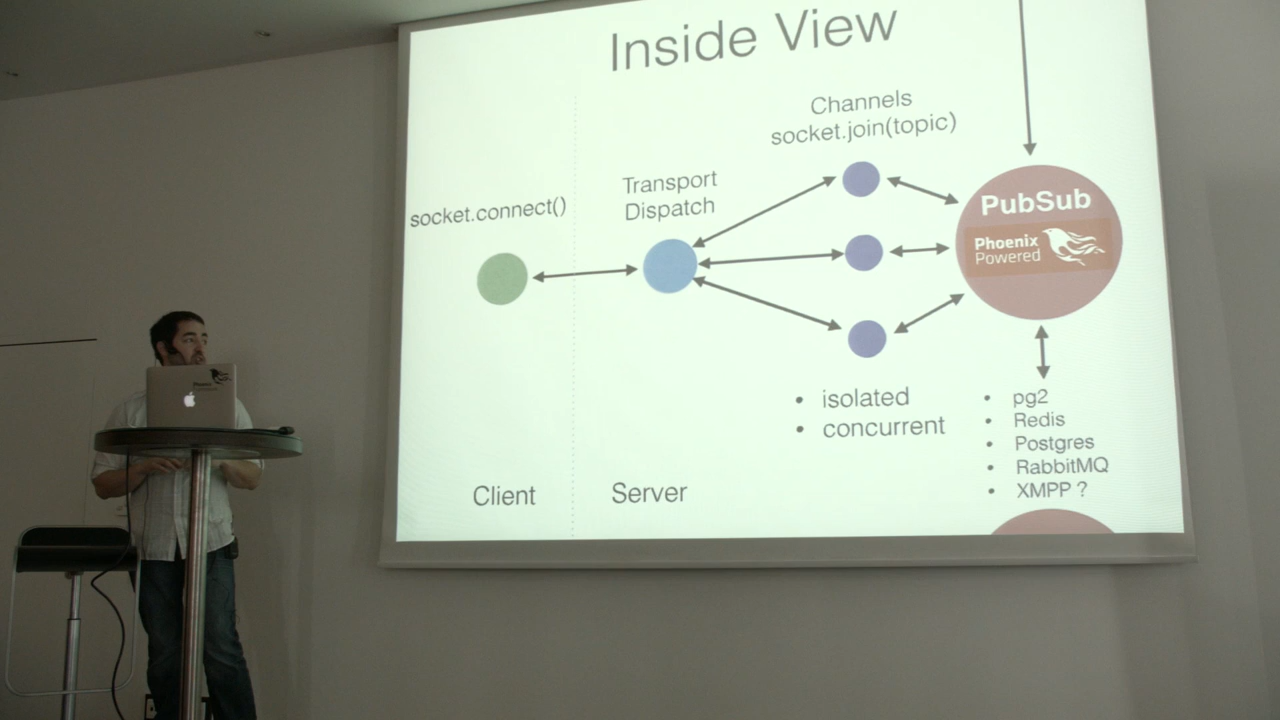 Inside View
Channels
socket.join(topic)
Transport
Dispatch
socket.connect()
PubSub
Phoenix
Powered
• isolated
• concurrent
• pg2
• Redis
• Postgres
• RabbitMQ
• XMPP ?
Client
Server
Phoenix